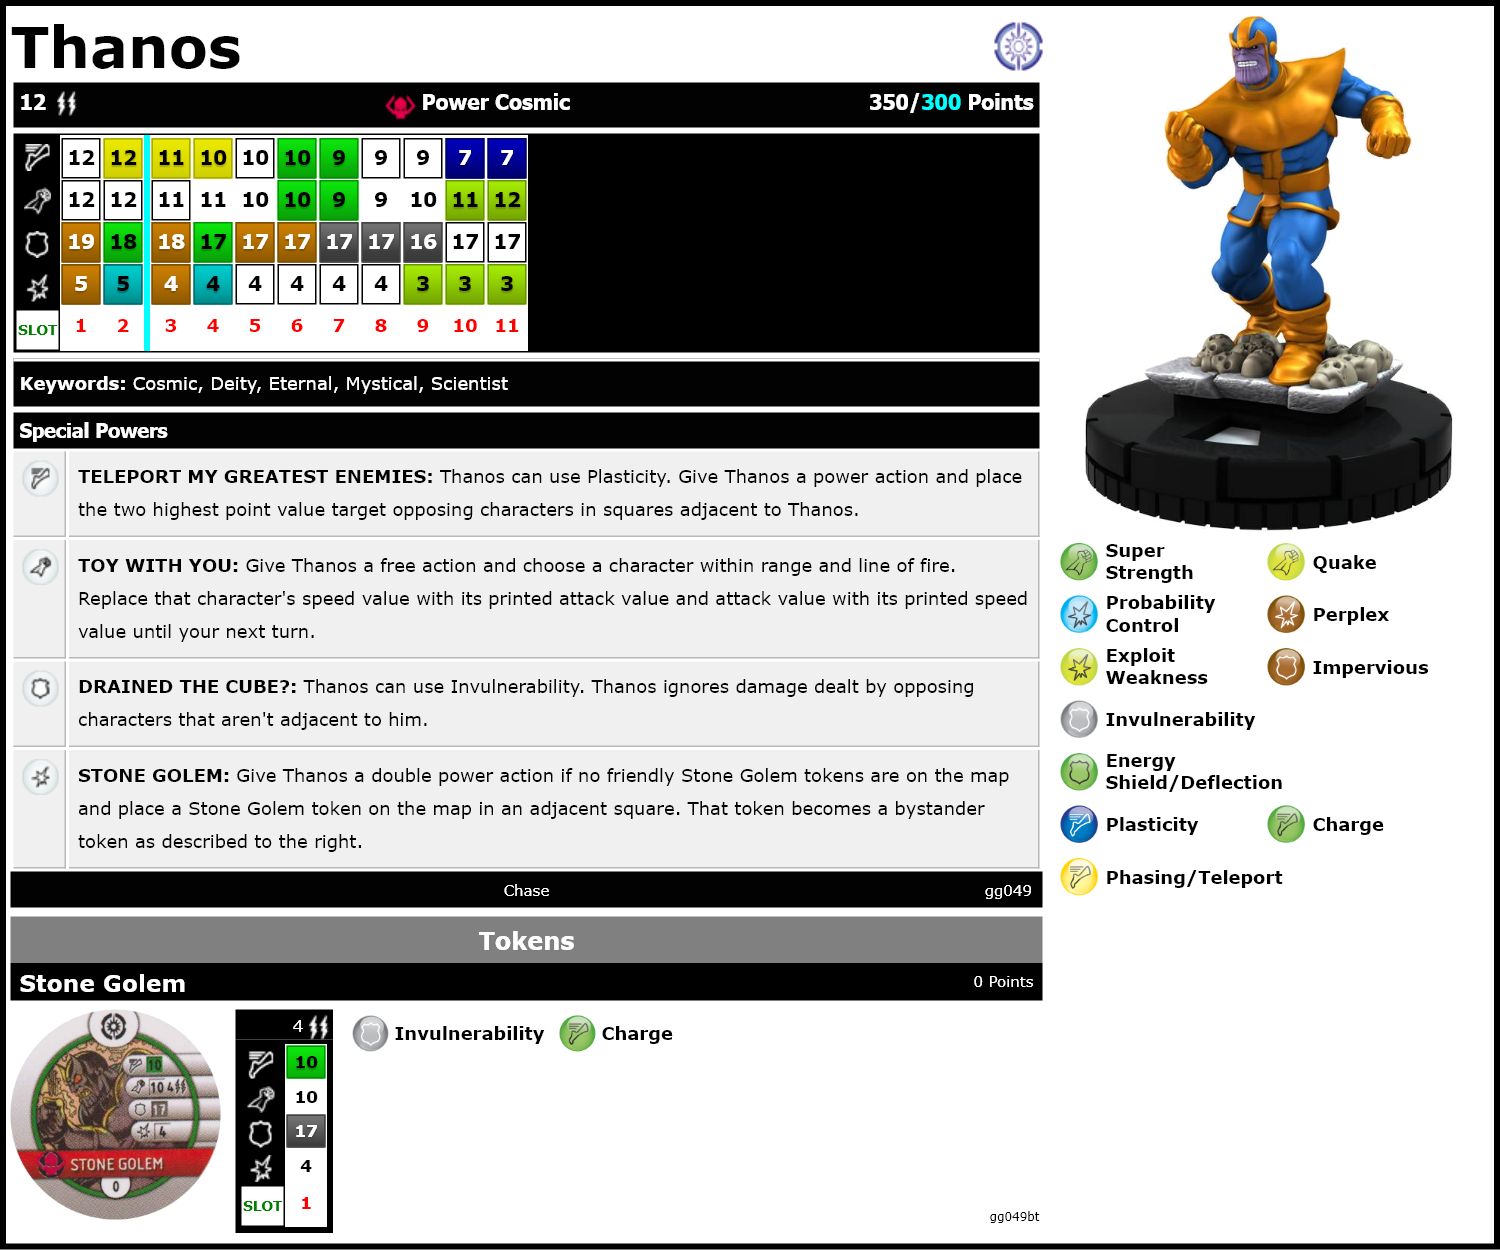 Thanos
12 Power Cosmic 350/300 Points
12 12 11 10 10 10 9 9 9 7 7
12 12 11 11 10 10 9 9 10 11 12
19 18 18 17 17 17 17 17 16 17 17
5 5 4 4 4 4 4 4 3 3 3
SLOT 1 2 3 4 5 6 7 8 9 10 11
Keywords: Cosmic, Deity, Eternal, Mystical, Scientist
Special Powers
TELEPORT MY GREATEST ENEMIES: Thanos can use Plasticity. Give Thanos a power action and place
the two highest point value target opposing characters in squares adjacent to Thanos.
TOY WITH YOU: Give Thanos a free action and choose a character within range and line of fire.
Replace that character's speed value with its printed attack value and attack value with its printed speed
value until your next turn.
DRAINED THE CUBE?: Thanos can use Invulnerability. Thanos ignores damage dealt by opposing
characters that aren't adjacent to him.
STONE GOLEM: Give Thanos a double power action if no friendly Stone Golem tokens are on the map
and place a Stone Golem token on the map in an adjacent square. That token becomes a bystander
token as described to the right.
Chase gg049
Super
Strength
Quake
Probability
Control
Perplex
Exploit
Weakness
Impervious
Invulnerability
Energy
Shield/Deflection
Plasticity
Charge
Phasing/Teleport
Tokens
Stone Golem 0 Points
10
10 4
17
4
STONE GOLEM
0
4
10
10
17
4
SLOT 1
Invulnerability Charge
gg049bt